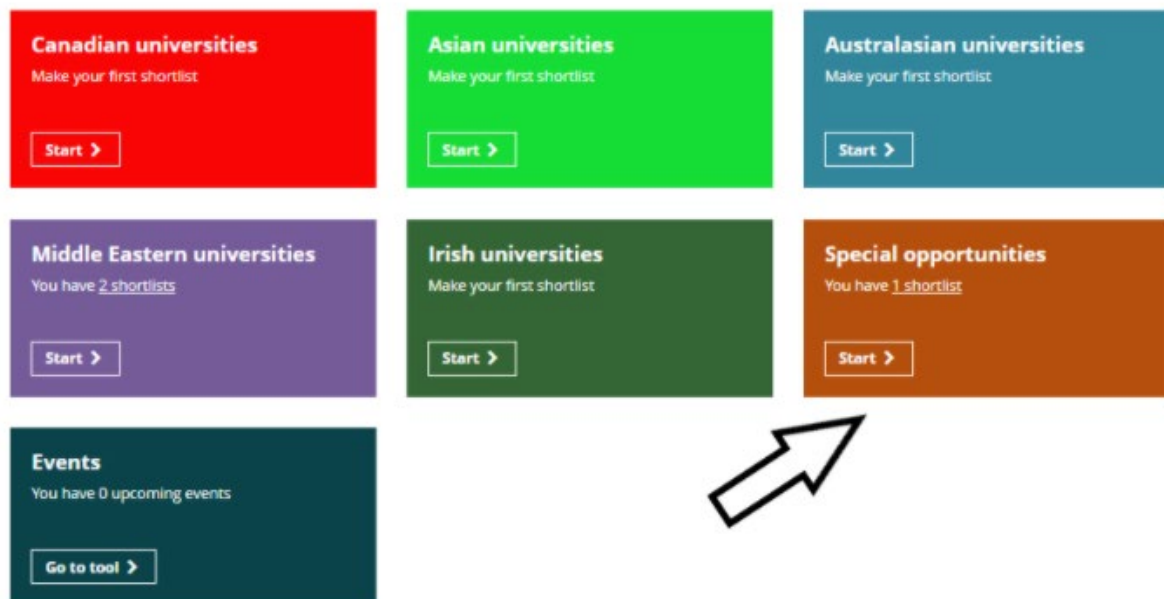 Canadian universities
Make your first shortlist
Start
Asian universities
Make your first shortlist
Start
Australasian universities
Make your first shortlist
Start
Middle Eastern universities
You have 2 shortlists
Start
Irish universities
Make your first shortlist
Start
Special opportunities
You have 1 shortlist
Start
Events
You have 0 upcoming events
Go to tool